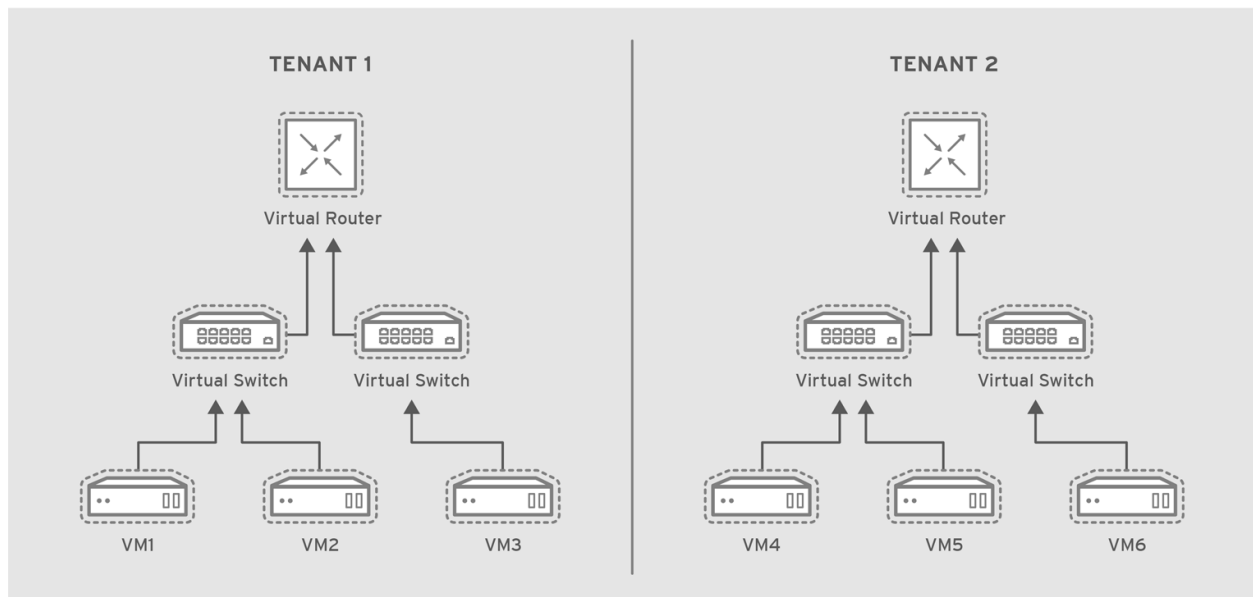 TENANT 1
Virtual Router
Virtual Switch
Virtual Switch
VM1
VM2
VM3
TENANT 2
Virtual Router
Virtual Switch
Virtual Switch
VM4
VM5
VM6